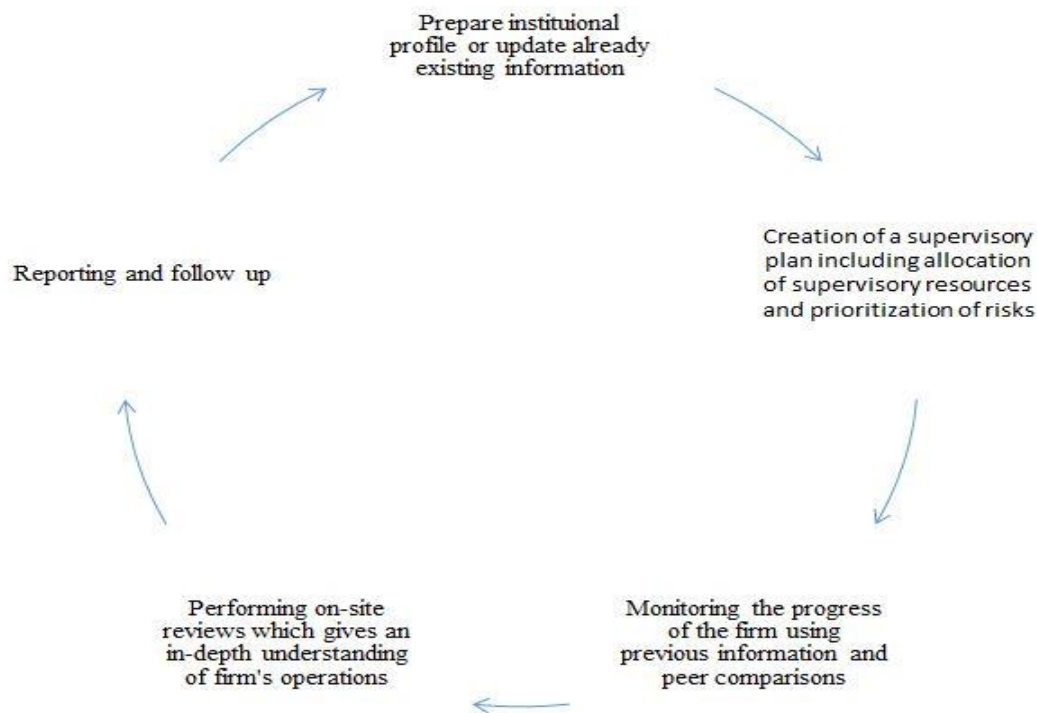 Prepare instituional
profile or update already
existing information
Creation of a supervisory
plan including allocation
of supervisory resources
and prioritization of risks
Monitoring the progress
of the firm using
previous information and
peer comparisons
Performing on-site
reviews which gives an
in-depth understanding
of firm's operations
Reporting and follow up